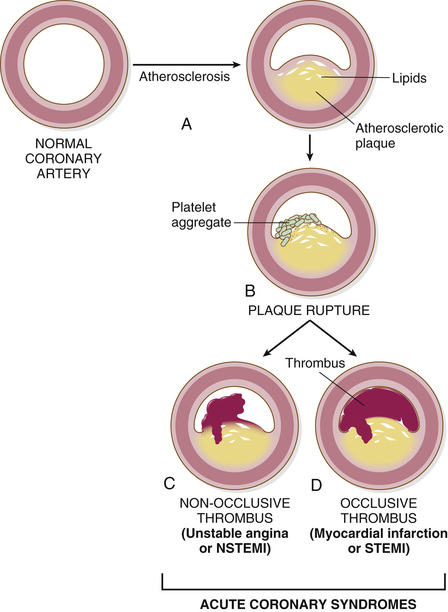 Atherosclerosis
Lipids
Atherosclerotic
plaque
A
NORMAL
CORONARY
ARTERY
Platelet
aggregate
B
PLAQUE RUPTURE
Thrombus
C
NON-OCCLUSIVE
THROMBUS
(Unstable angina
or NSTEMI)
D
OCCLUSIVE
THROMBUS
(Myocardial infarction
or STEMI)
ACUTE CORONARY SYNDROMES